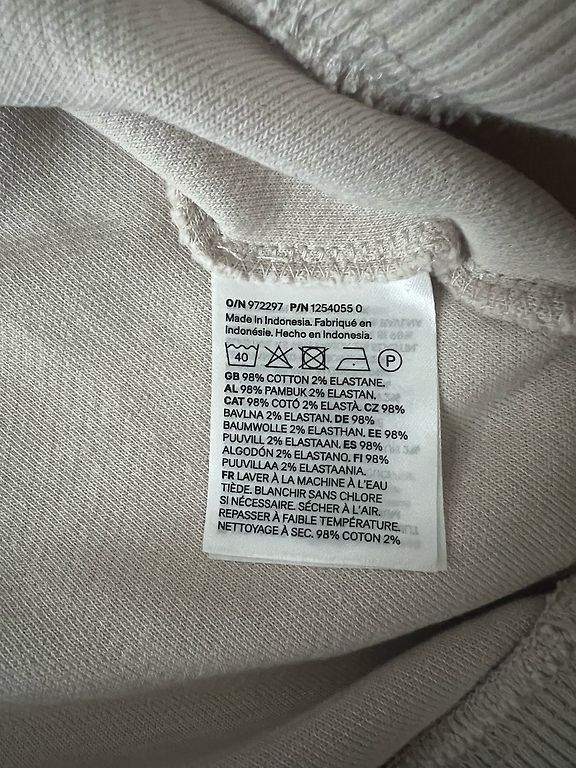 O/N 972297 P/N 1254055 0
Made in Indonesia. Fabriqué en
Indonésie. Hecho en Indonesia.
40 P
GB 98% COTTON 2% ELASTANE.
AL 98% PAMBUK 2% ELASTAN.
CAT 98% COTÓ 2% ELASTÀ. CZ 98%
BAVLNA 2% ELASTAN. DE 98%
BAUMWOLLE 2% ELASTHAN. EE 98%
PUUVILL 2% ELASTAAN. ES 98%
ALGODÓN 2% ELASTANO. FI 98%
PUUVILLAA 2% ELASTAANIA.
FR LAVER À LA MACHINE À L'EAU
TIÈDE. BLANCHIR SANS CHLORE
SI NÉCESSAIRE. SÉCHER À L'AIR.
REPASSER À FAIBLE TEMPÉRATURE.
NETTOYAGE À SEC. 98% COTON 2%